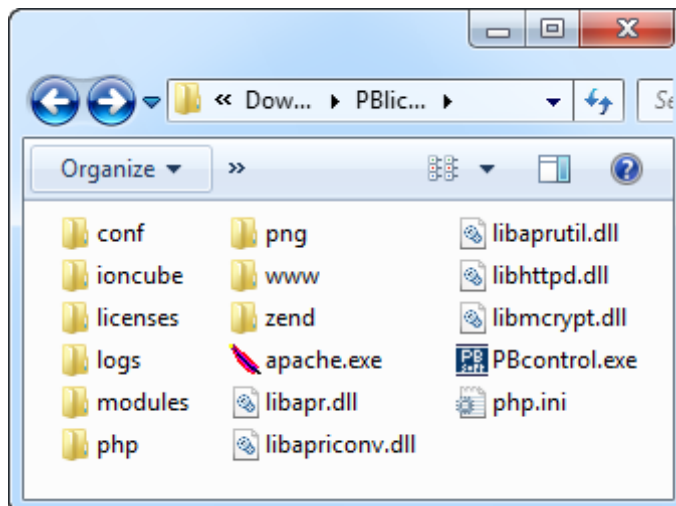 « Dow... PBlic... Se
Organize »
conf
ioncube
licenses
logs
modules
php
png
www
zend
apache.exe
libapr.dll
libapriconv.dll
libaprutil.dll
libhttpd.dll
libmcrypt.dll
PBcontrol.exe
php.ini